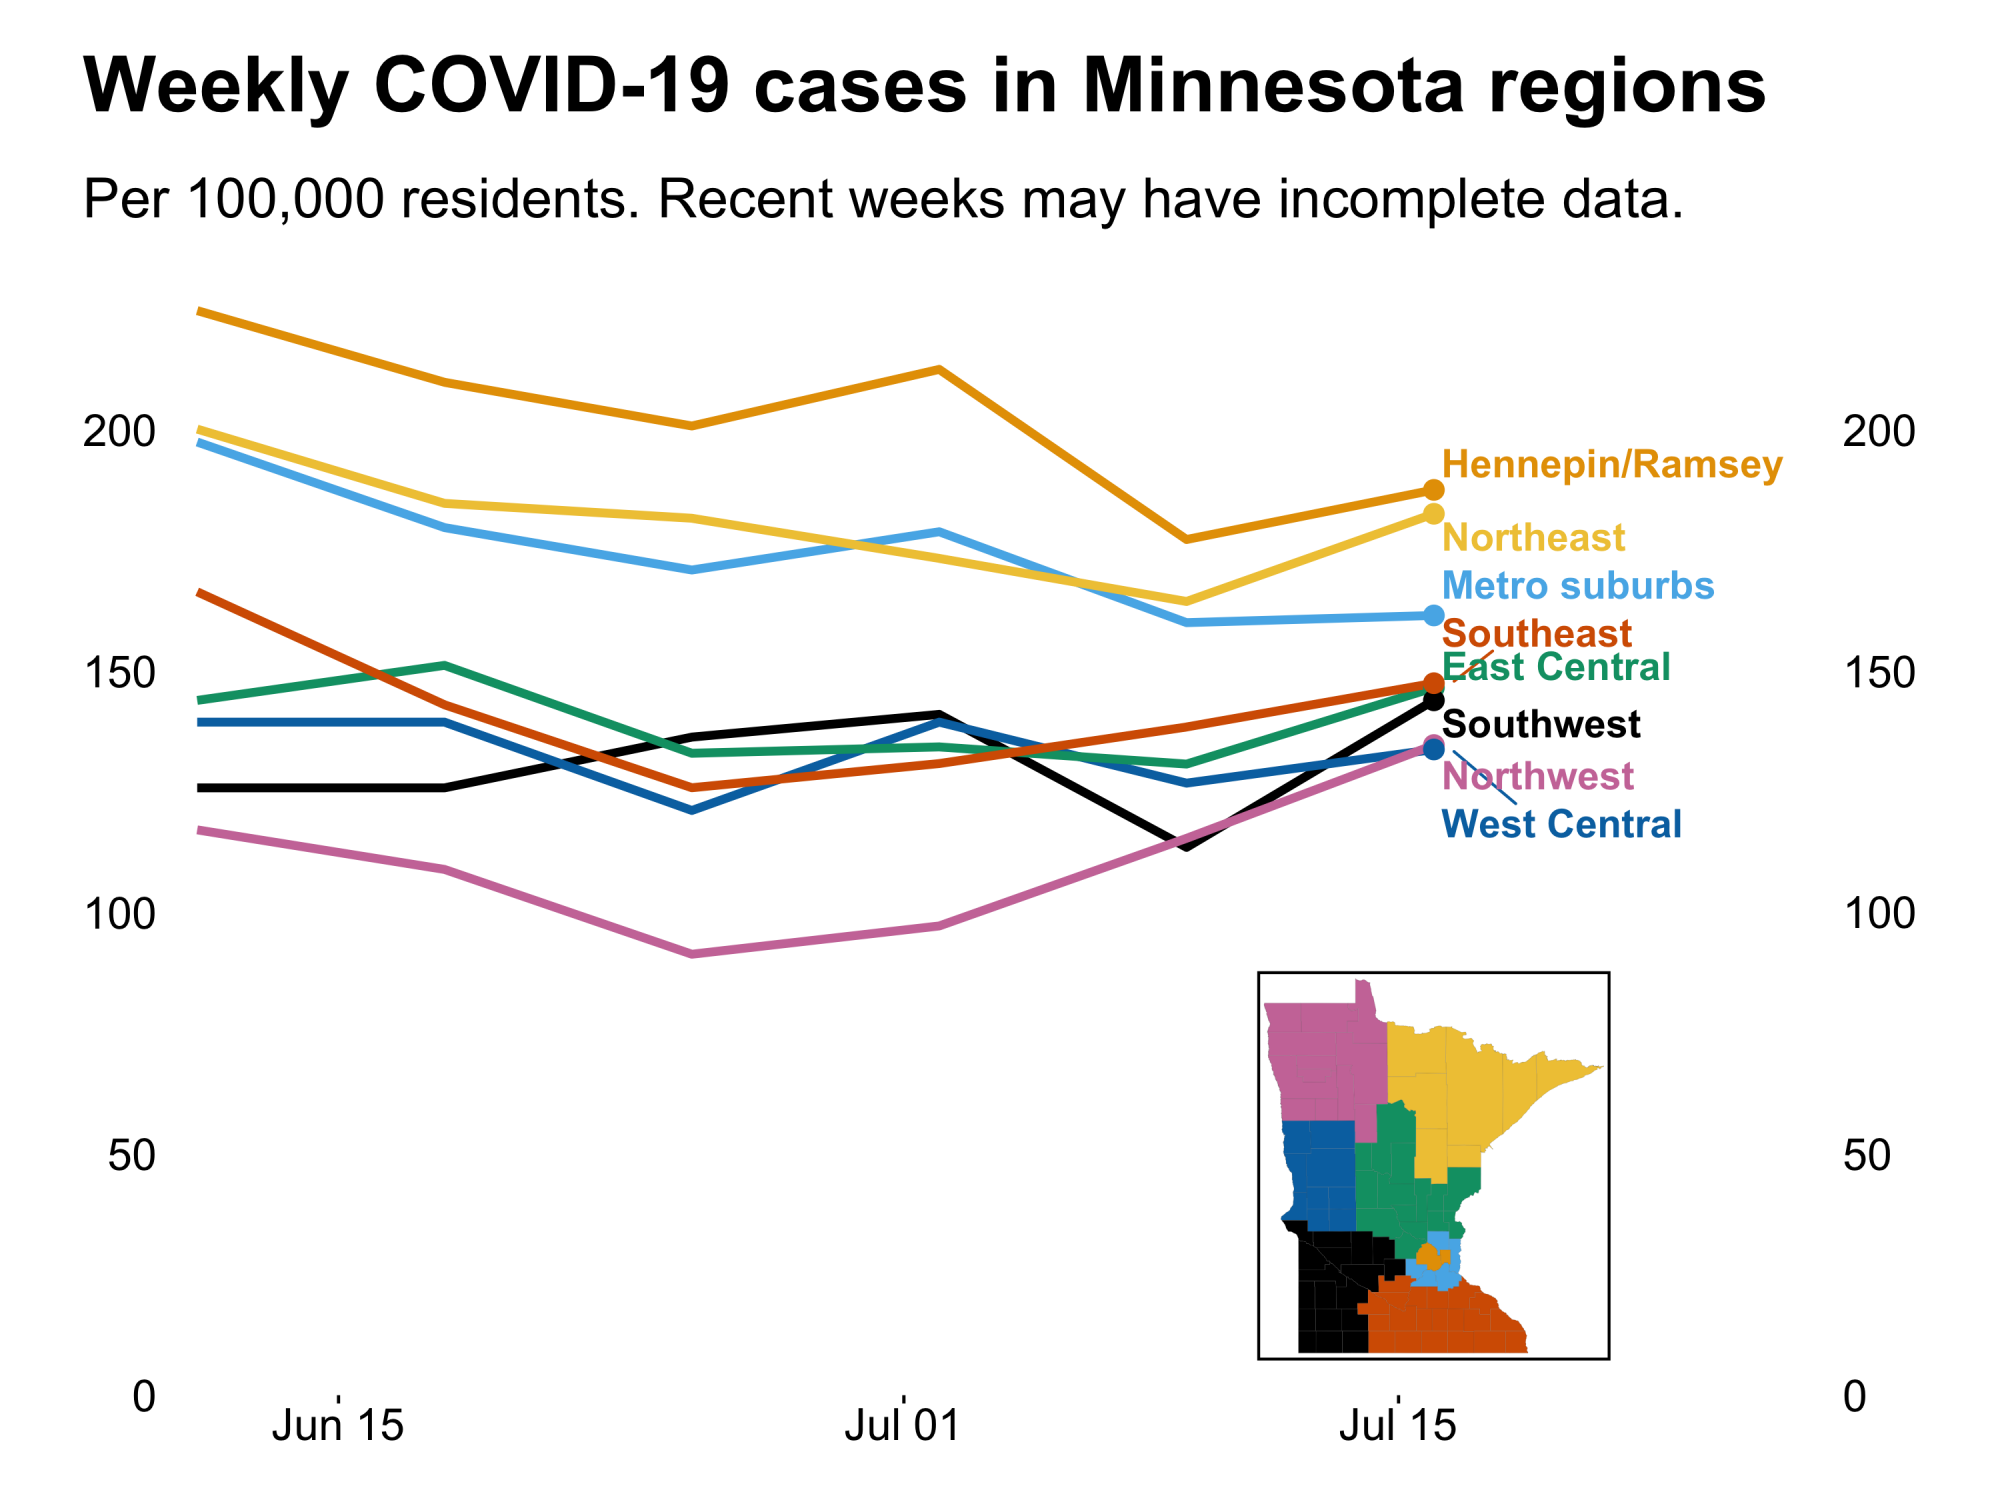 Weekly COVID-19 cases in Minnesota regions
Per 100,000 residents. Recent weeks may have incomplete data.
200
150
100
50
0
Hennepin/Ramsey
Northeast
Metro suburbs
Southeast
East Central
Southwest
Northwest
West Central
200
150
100
50
0
Jun 15
Jul 01
Jul 15